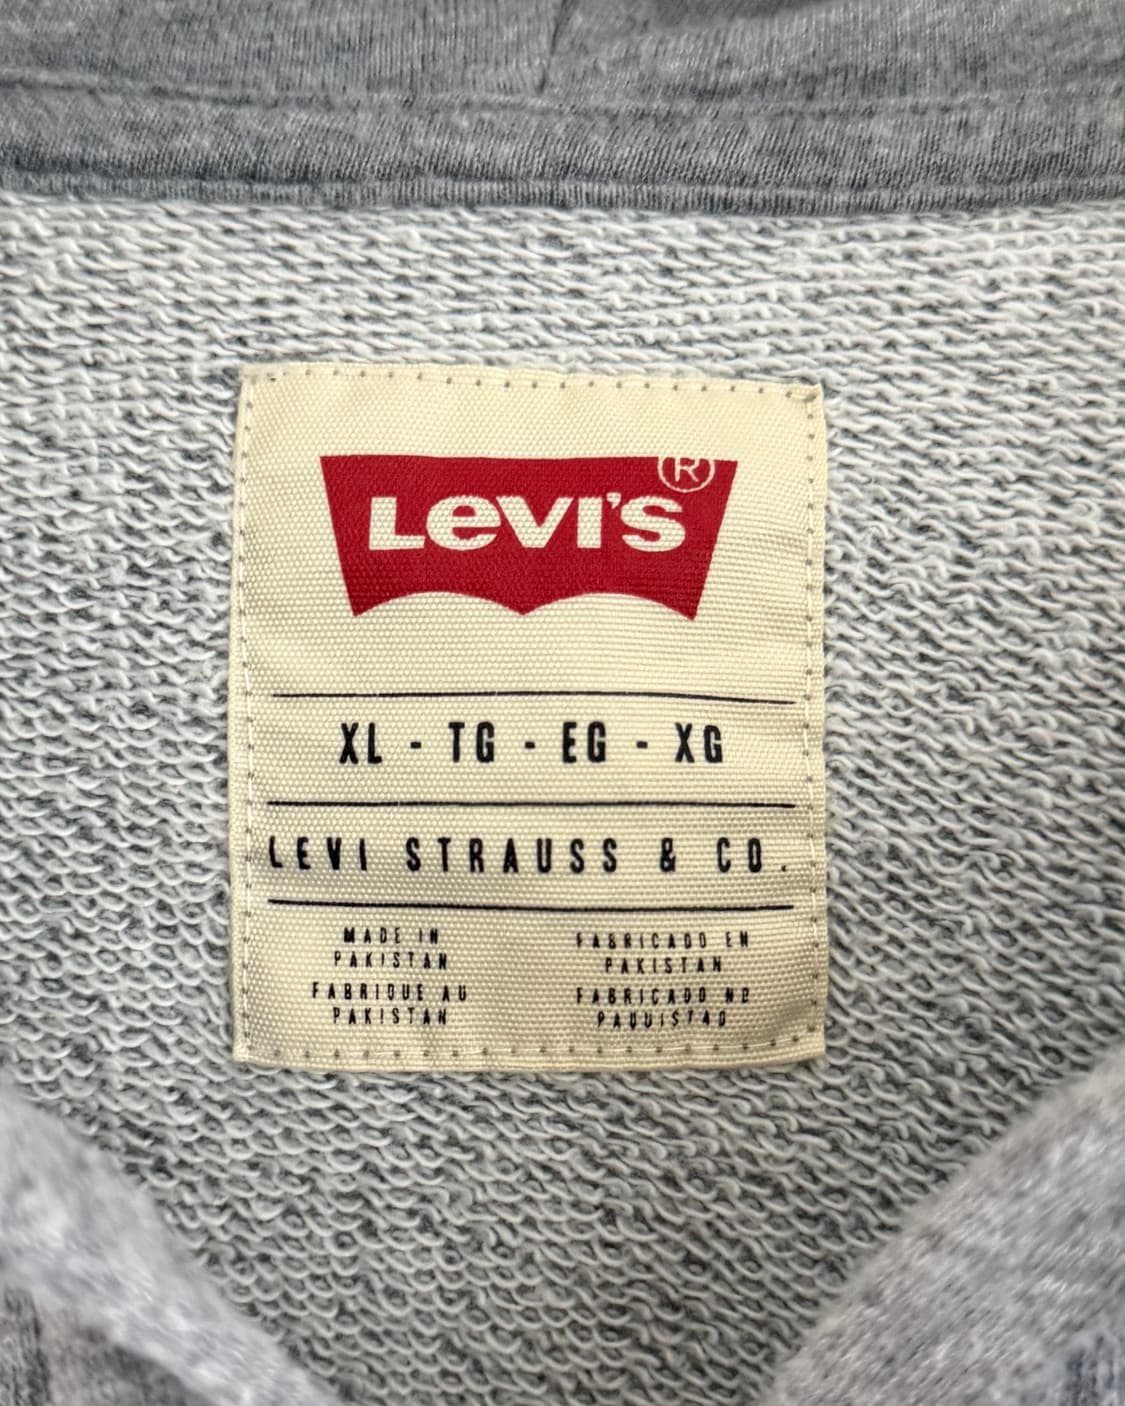 LEVI'S®
XL - TG - EG - XG
LEVI STRAUSS & CO.
MADE IN
PAKISTAN
FABRIQUE AU
PAKISTAN
FABRICADO EN
PAKISTAN
FABRICADO NO